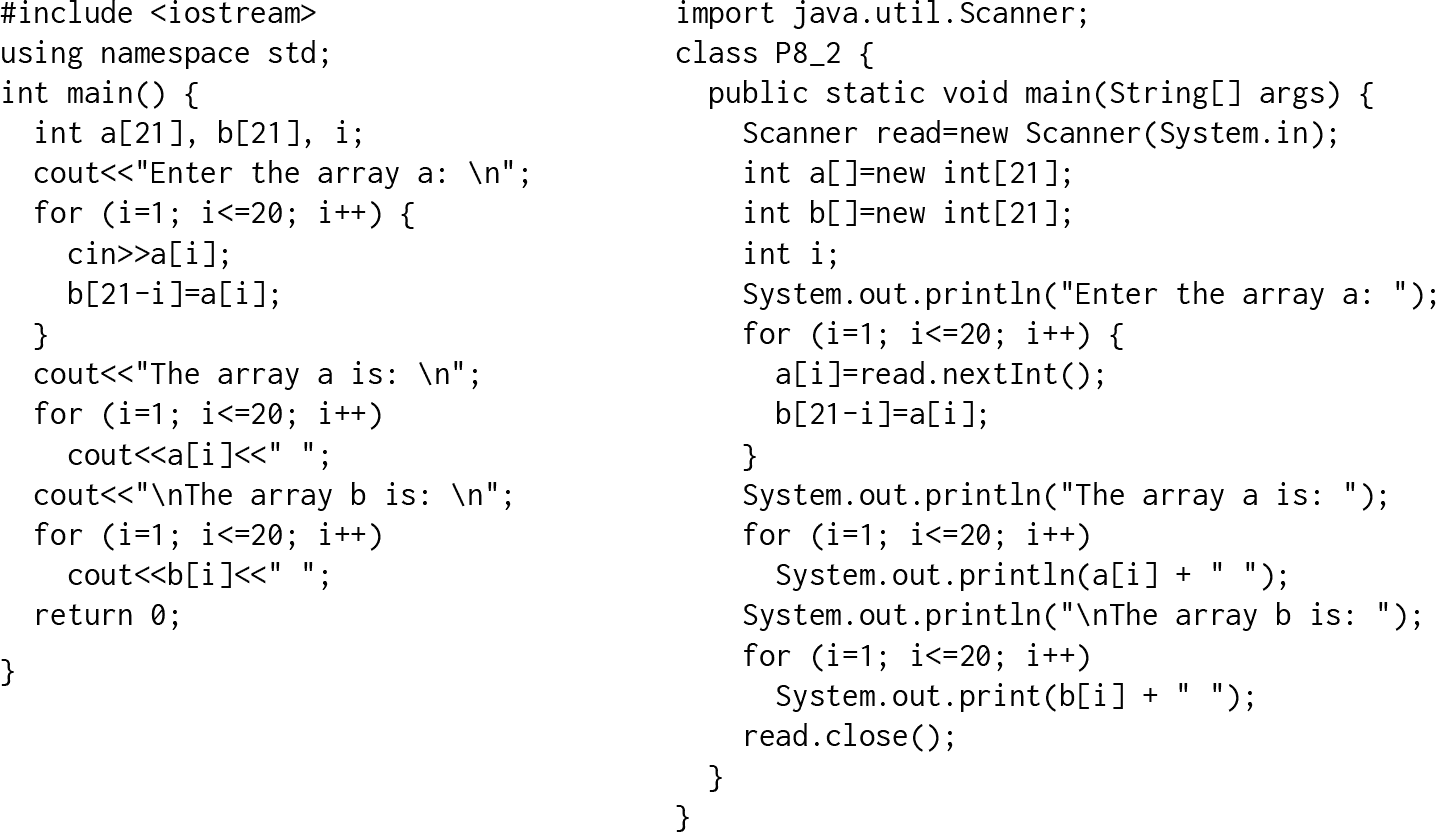 #include <iostream>
using namespace std;
int main() {
  int a[21], b[21], i;
  cout<<"Enter the array a: \n";
  for (i=1; i<=20; i++) {
    cin>>a[i];
    b[21-i]=a[i];
  }
  cout<<"The array a is: \n";
  for (i=1; i<=20; i++)
    cout<<a[i]<<" ";
  cout<<"\nThe array b is: \n";
  for (i=1; i<=20; i++)
    cout<<b[i]<<" ";
  return 0;
}
import java.util.Scanner;
class P8_2 {
  public static void main(String[] args) {
    Scanner read=new Scanner(System.in);
    int a[]=new int[21];
    int b[]=new int[21];
    int i;
    System.out.println("Enter the array a: ");
    for (i=1; i<=20; i++) {
      a[i]=read.nextInt();
      b[21-i]=a[i];
    }
    System.out.println("The array a is: ");
    for (i=1; i<=20; i++)
      System.out.println(a[i] + " ");
    System.out.println("\nThe array b is: ");
    for (i=1; i<=20; i++)
      System.out.print(b[i] + " ");
    read.close();
  }
}